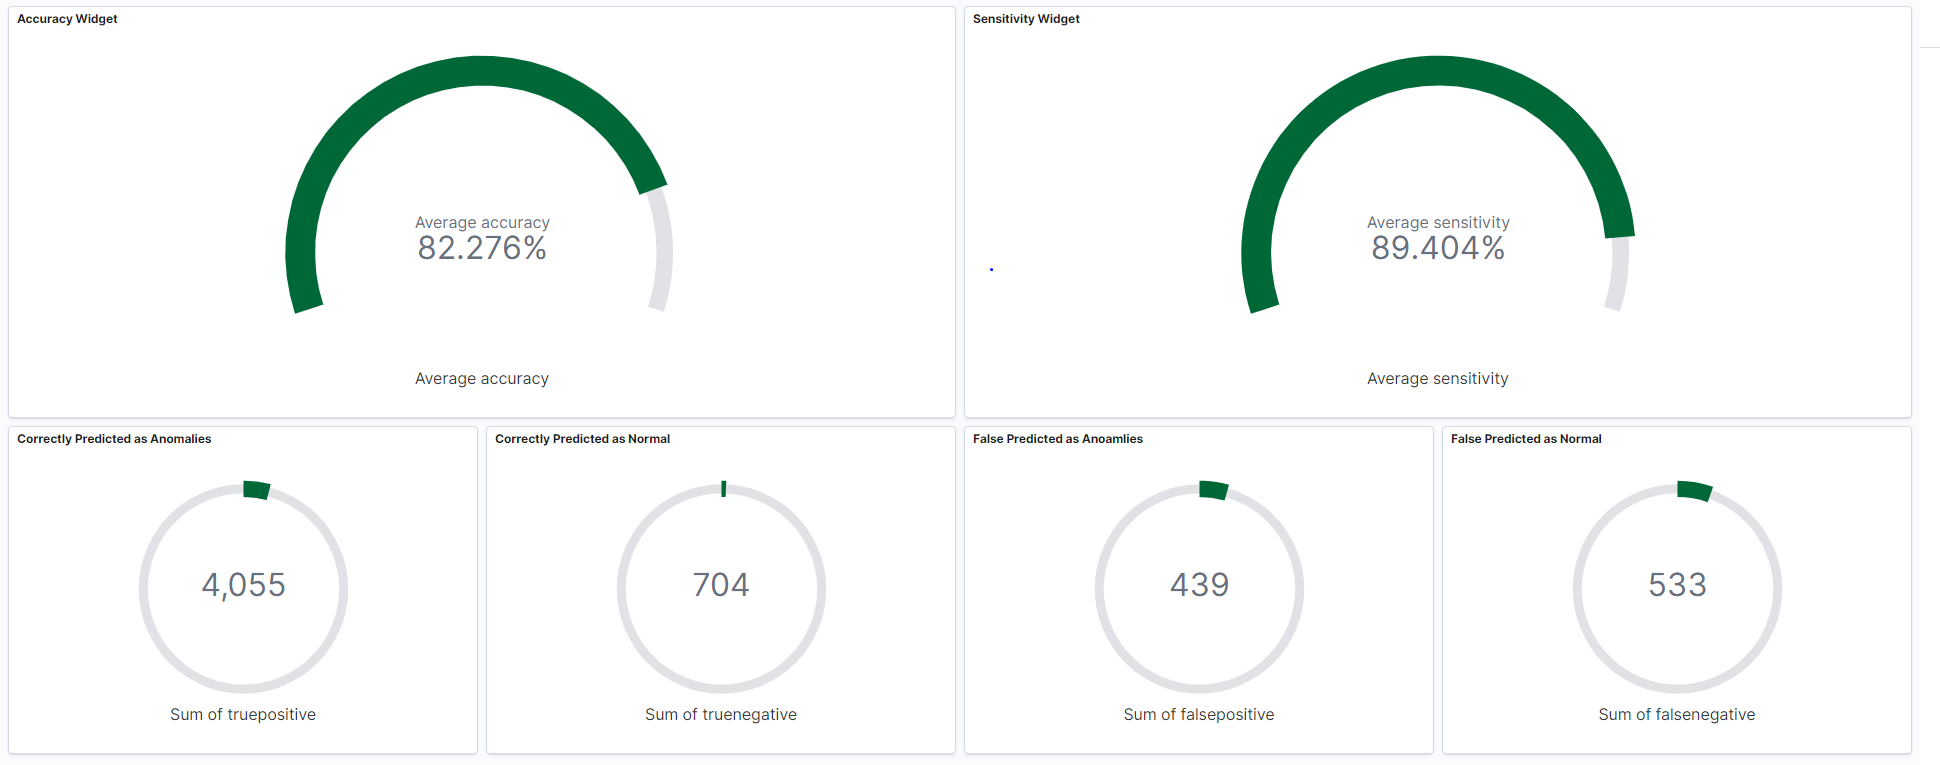 Accuracy Widget
Average accuracy
82.276%
Average accuracy
Sensitivity Widget
Average sensitivity
89.404%
Average sensitivity
Correctly Predicted as Anomalies
4,055
Sum of truepositive
Correctly Predicted as Normal
704
Sum of truenegative
False Predicted as Anoamlies
439
Sum of falsepositive
False Predicted as Normal
533
Sum of falsenegative